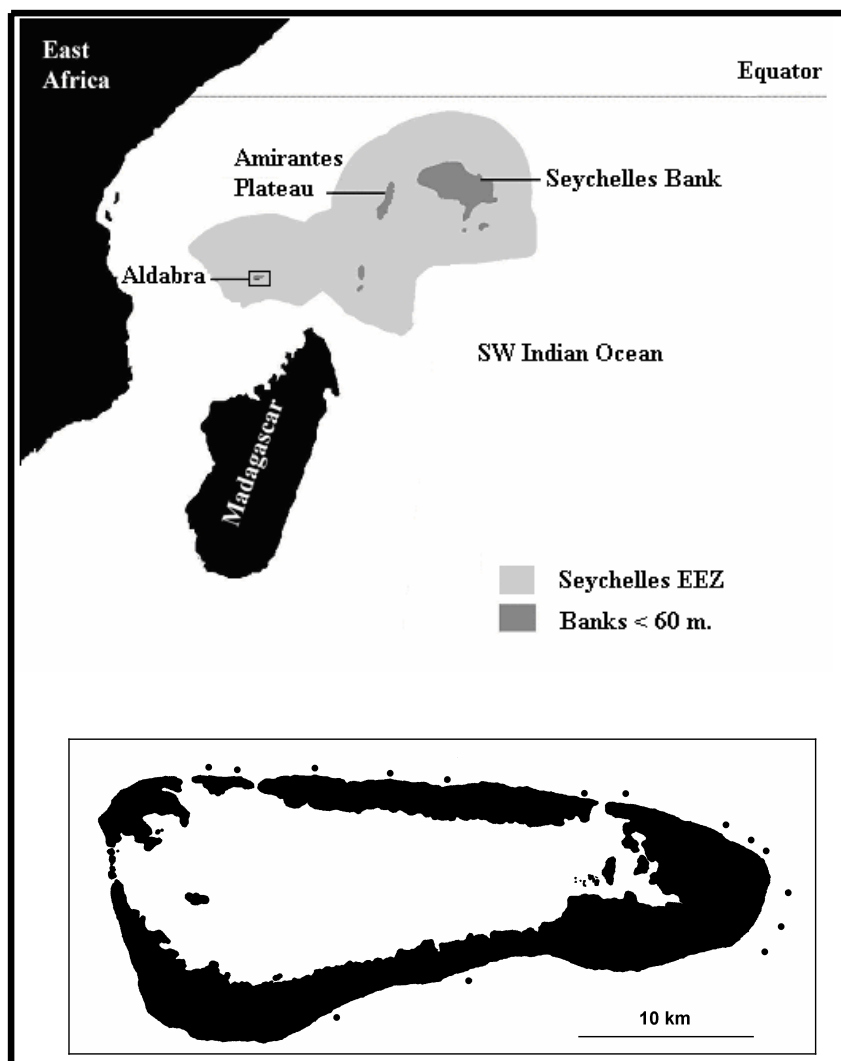 East
Africa
Equator
Amirantes
Plateau
Seychelles Bank
Aldabra
SW Indian Ocean
Madagascar
Seychelles EEZ
Banks < 60 m.
10 km